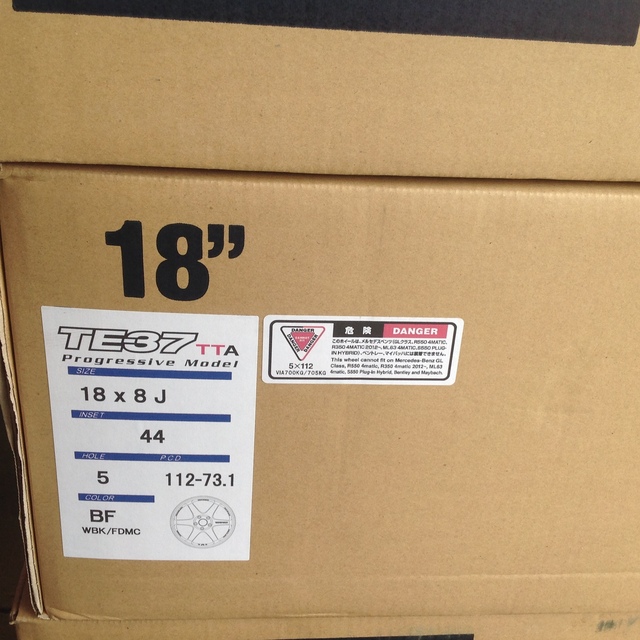 18”
TE37 TTA
Progressive Model
SIZE
18 x 8 J
INSET
44
HOLE P.C.D
5 112-73.1
COLOR
BF
WBK/FDMC
DANGER
5×112
VIA700KG/705KG
危険 DANGER
このホイールは、メルセデスベンツ(GLクラス、R550 4MATIC、
R350 4MATIC 2012~、ML63 4MATIC、S550 PLUG-
IN HYBRID)、ベントレー、マイバッハには装着できません。
This wheel cannot fit on Mercedes-Benz GL
Class, R550 4matic, R350 4matic 2012~, ML63
4matic, S550 Plug-in Hybrid, Bentley and Maybach.